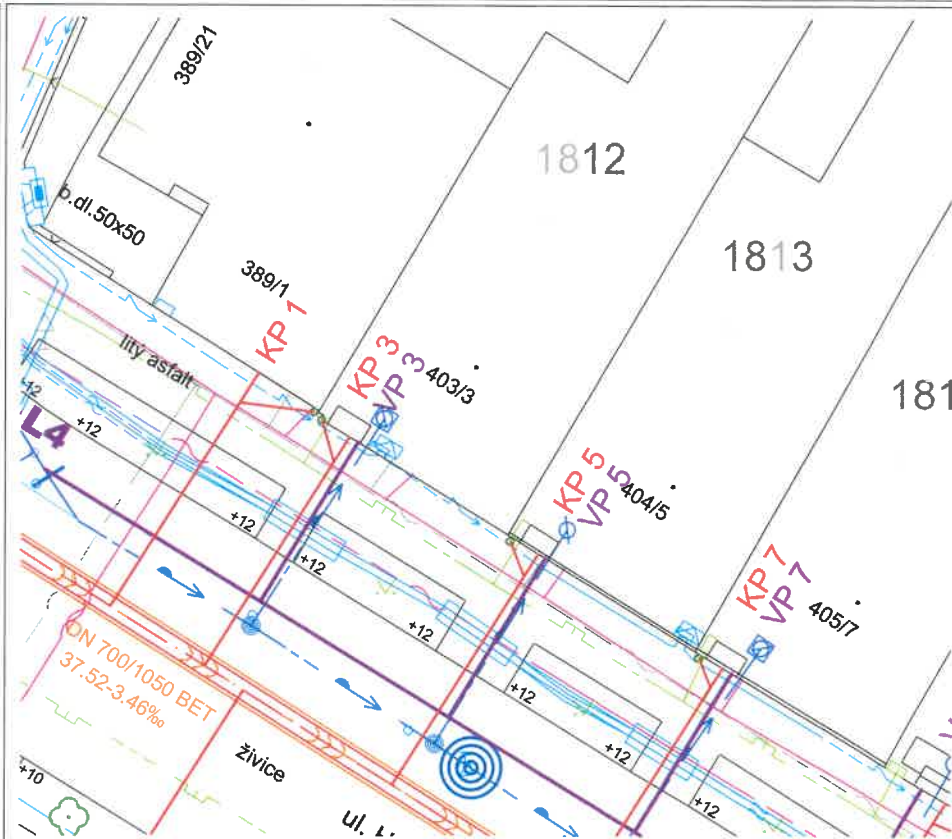 389/21
1812
b.dl.50x50
1813
389/1
KP 1
litý asfalt
KP 3
VP 3
403/3
181
+12
+12
L4
KP 5
VP 5
404/5
+12
+12
KP 7
VP 7
405/7
+12
DN 700/1050 BET
37.52-3.46‰
+12
+12
živice
+12
+10
ul.